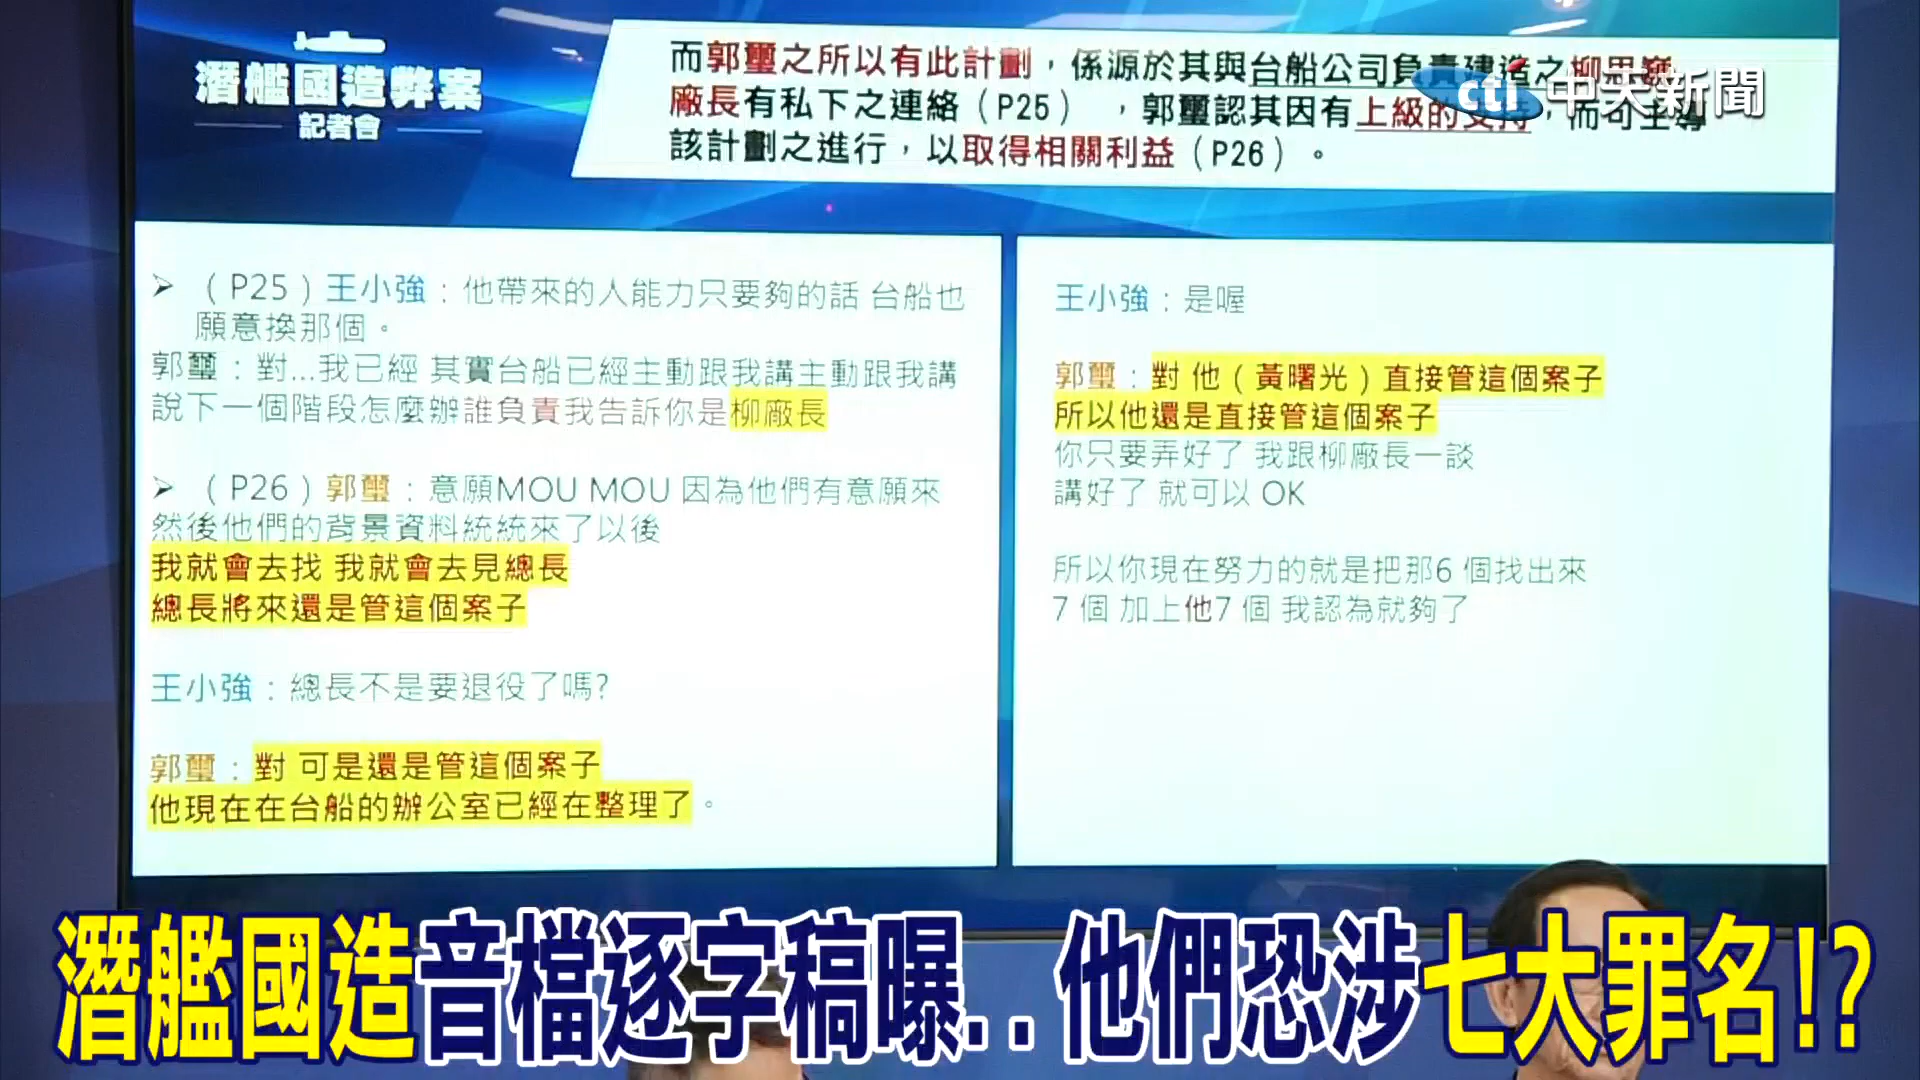 潛艦國造弊案
記者會
而郭璽之所以有此計劃，係源於其與台船公司負責建造之柳
廠長有私下之連絡（P25），郭璽認其因有上級的支持，而可主導
該計劃之進行，以取得相關利益（P26）。
cti 中天新聞
➢ （P25）王小強：他帶來的人能力只要夠的話 台船也
願意換那個。
郭璽：對...我已經 其實台船已經主動跟我講主動跟我講
說下一個階段怎麼辦誰負責我告訴你是柳廠長
➢ （P26）郭璽：意願MOU MOU 因為他們有意願來
然後他們的背景資料統統來了以後
我就會去找 我就會去見總長
總長將來還是管這個案子
王小強：總長不是要退役了嗎?
郭璽：對 可是還是管這個案子
他現在在台船的辦公室已經在整理了。
王小強：是喔
郭璽：對 他（黃曙光）直接管這個案子
所以他還是直接管這個案子
你只要弄好了 我跟柳廠長一談
講好了 就可以 OK
所以你現在努力的就是把那6 個找出來
7 個 加上他7 個 我認為就夠了
潛艦國造音檔逐字稿曝..他們恐涉七大罪名!?